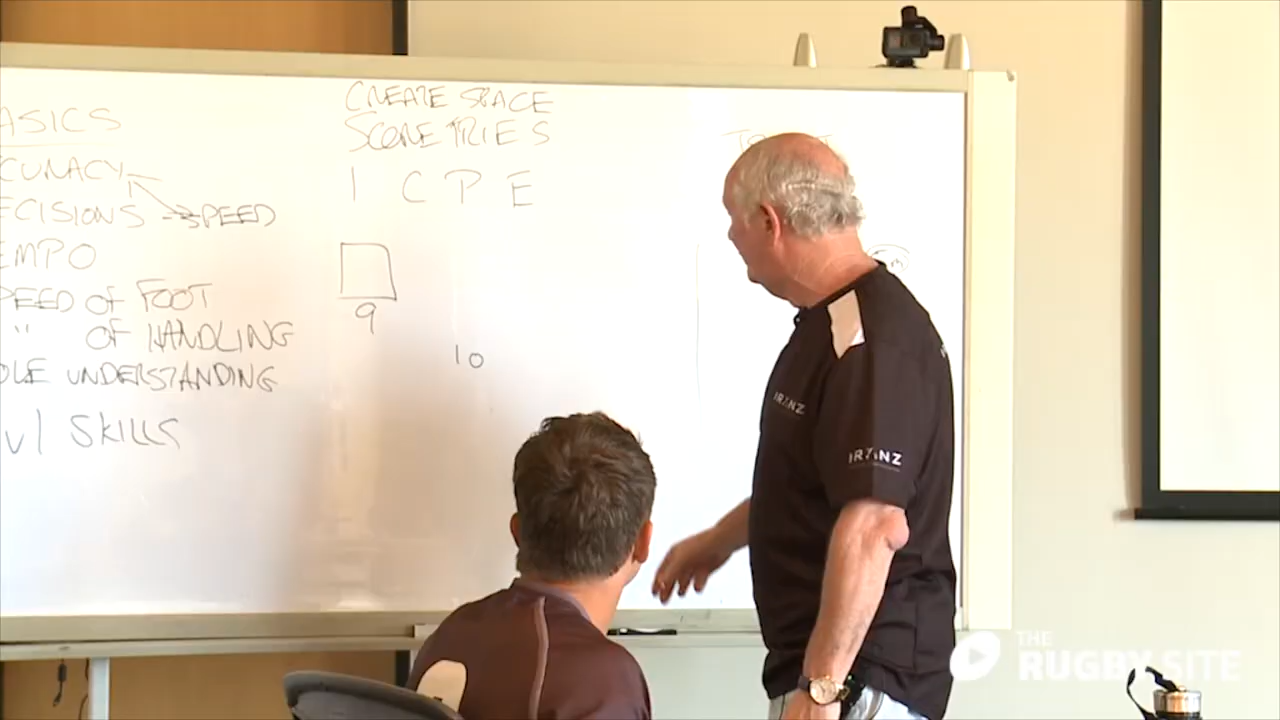 ASICS
CURACY
ECISIONS → SPEED
EMPO
PEED OF FOOT
" OF HANDLING
OLE UNDERSTANDING
V1 SKILLS
CREATE SPACE
SCORE TRIES
1 C P E
9
10
IRANZ
IRANZ
THE
RUGBY SITE